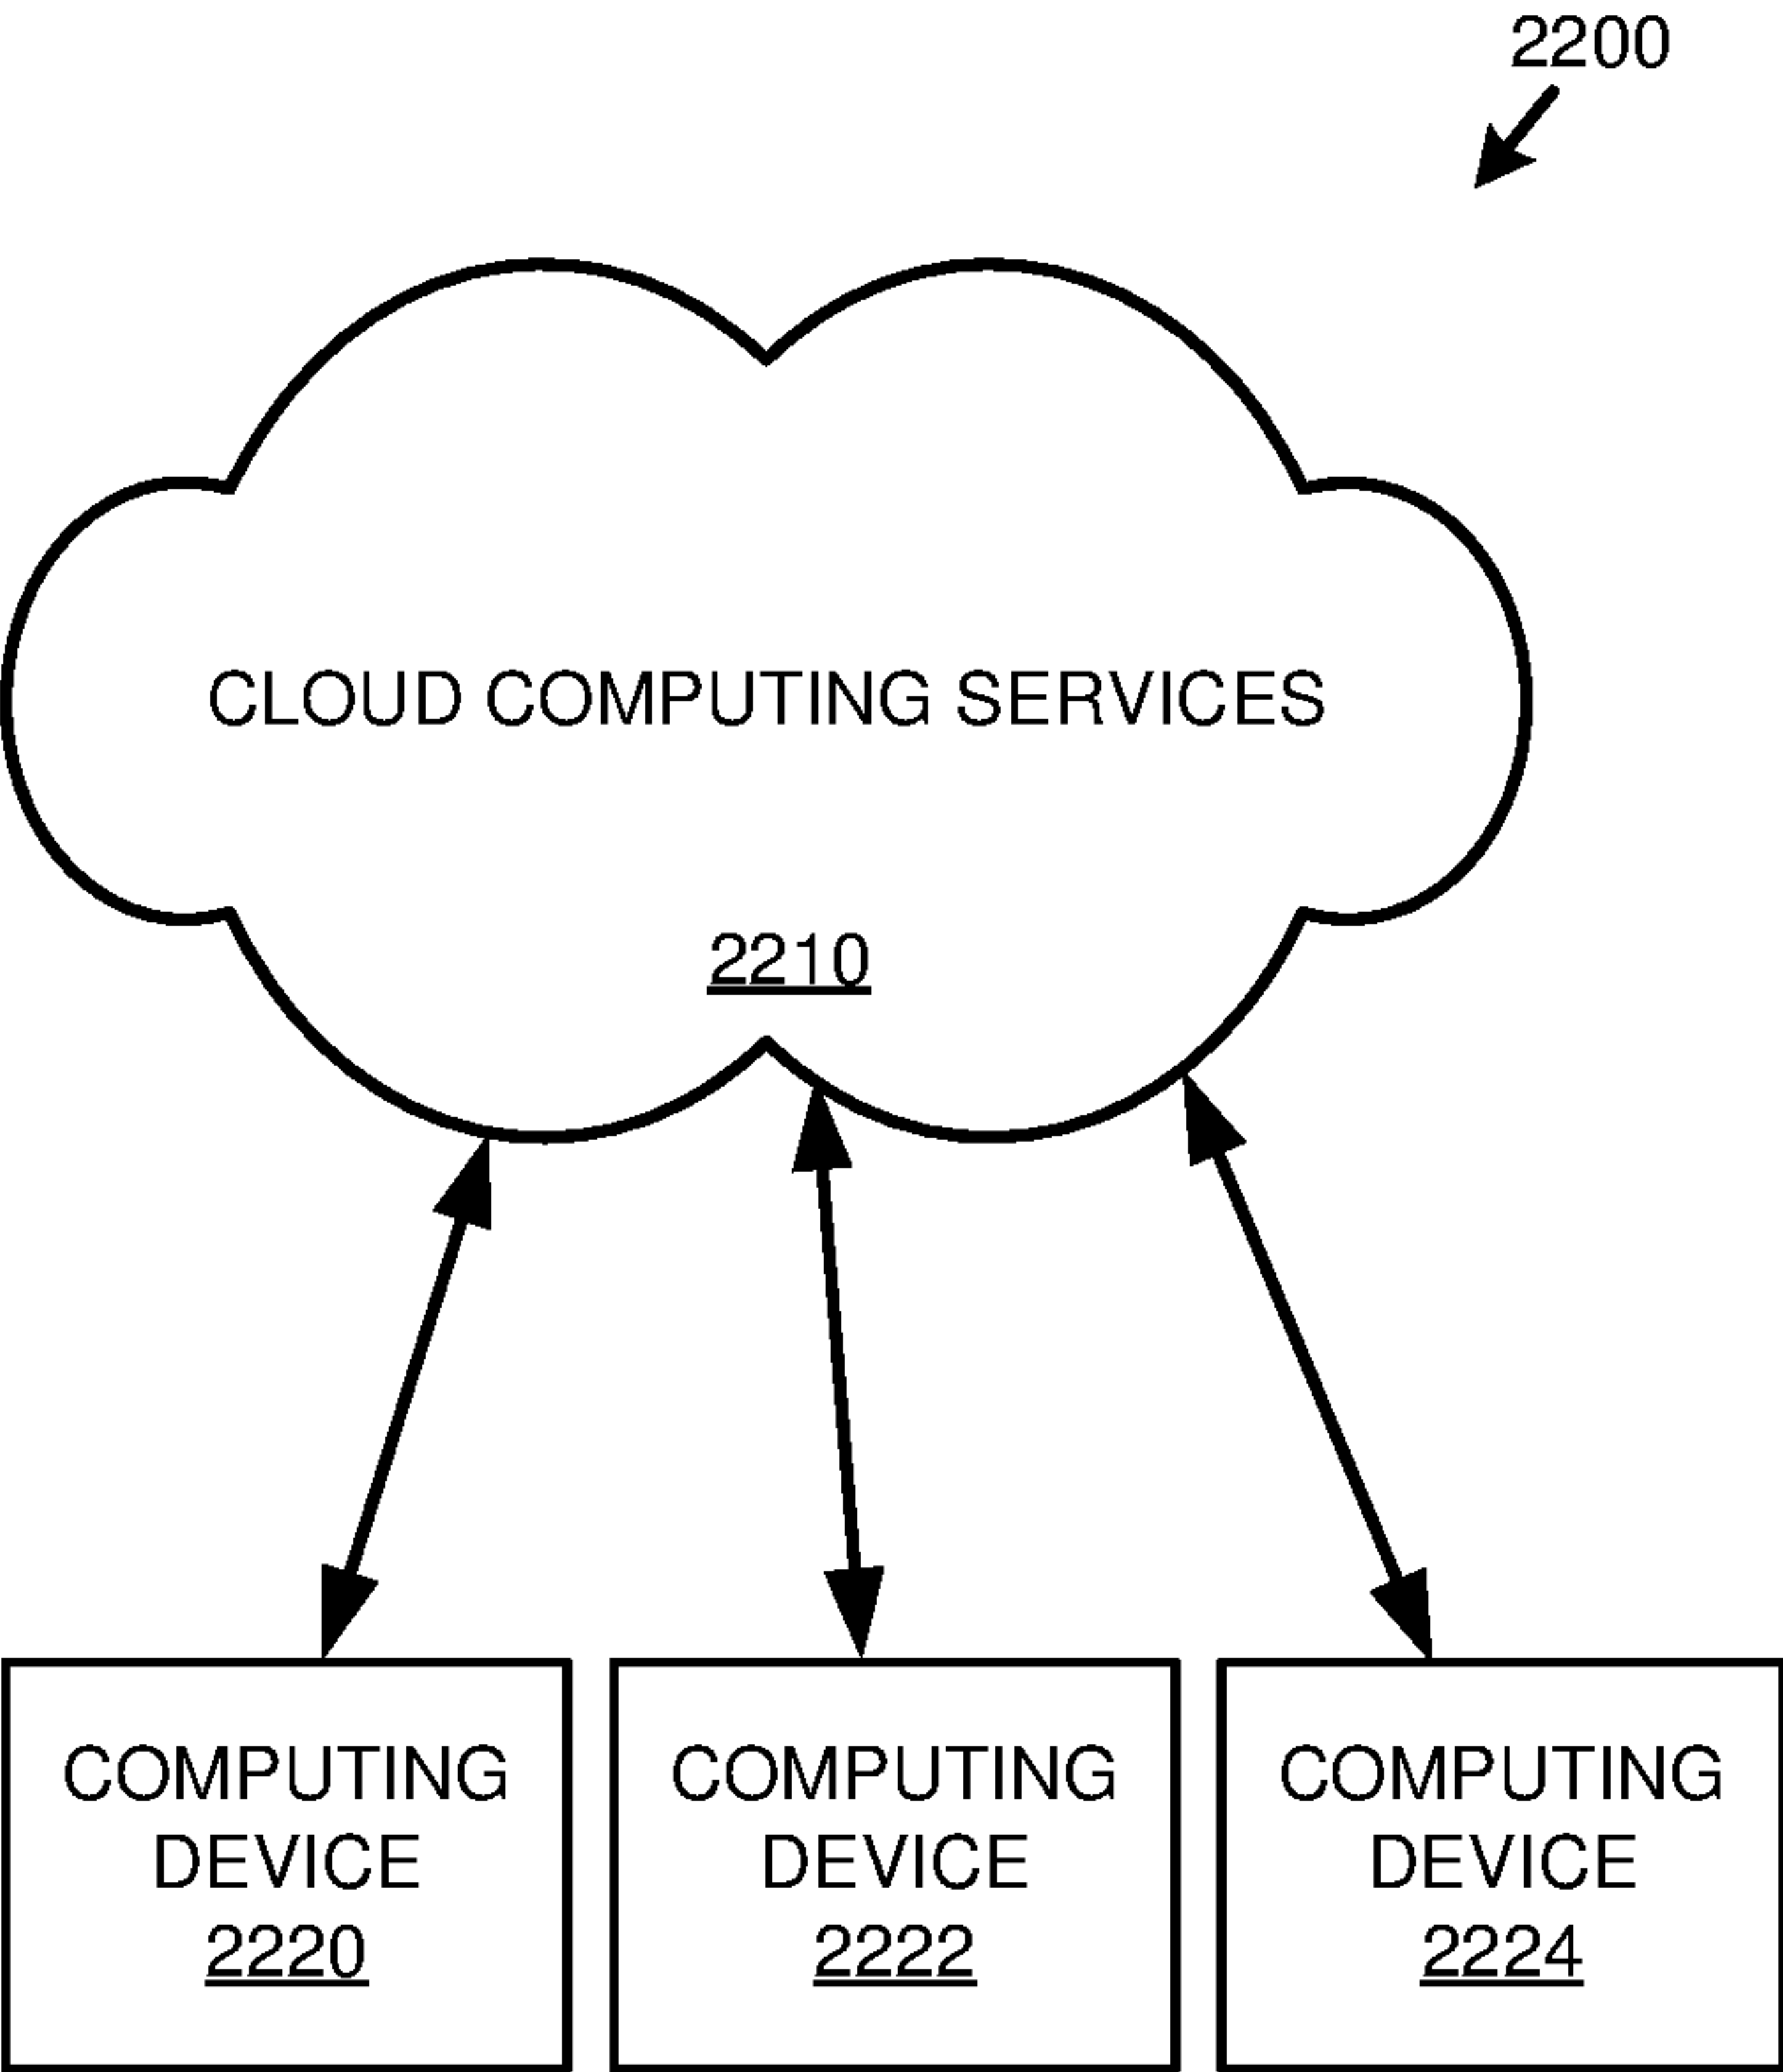 2200
CLOUD COMPUTING SERVICES
2210
COMPUTING
DEVICE
2220
COMPUTING
DEVICE
2222
COMPUTING
DEVICE
2224